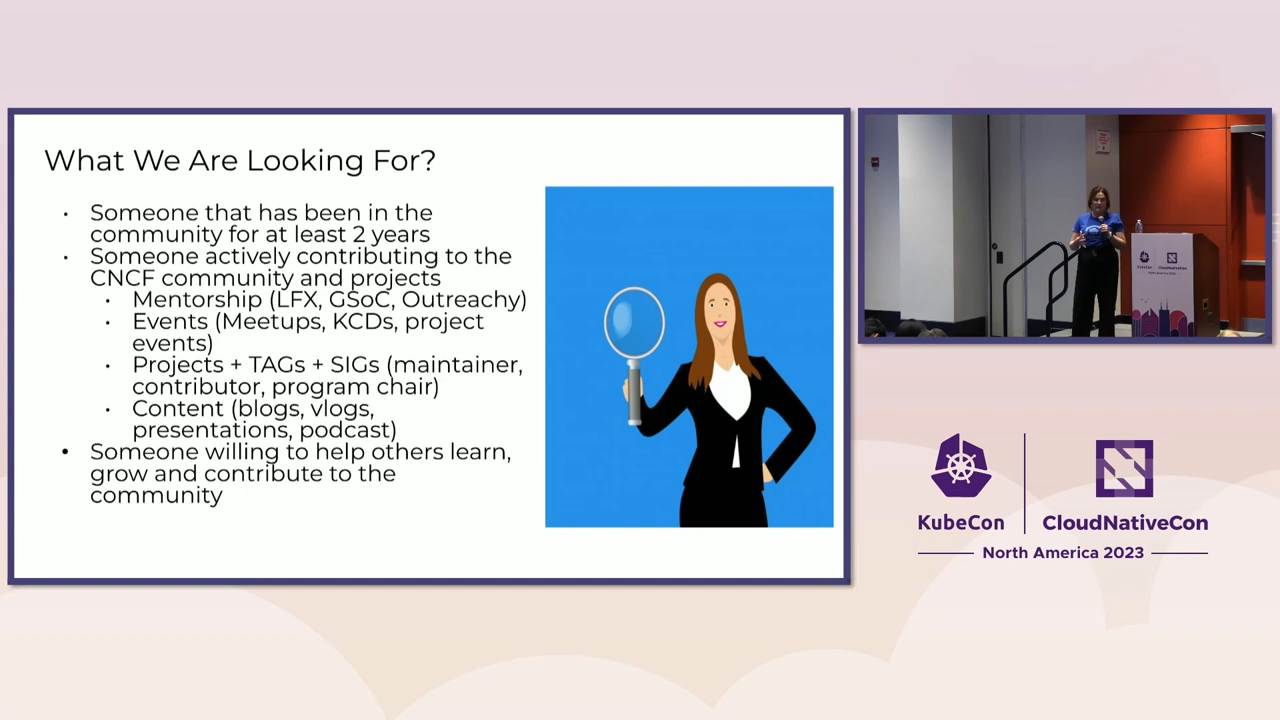 What We Are Looking For?
• Someone that has been in the
community for at least 2 years
• Someone actively contributing to the
CNCF community and projects
• Mentorship (LFX, GSoC, Outreachy)
• Events (Meetups, KCDs, project
events)
• Projects + TAGs + SIGs (maintainer,
contributor, program chair)
• Content (blogs, vlogs,
presentations, podcast)
• Someone willing to help others learn,
grow and contribute to the
community
KubeCon
CloudNativeCon
KubeCon
CloudNativeCon
North America 2023